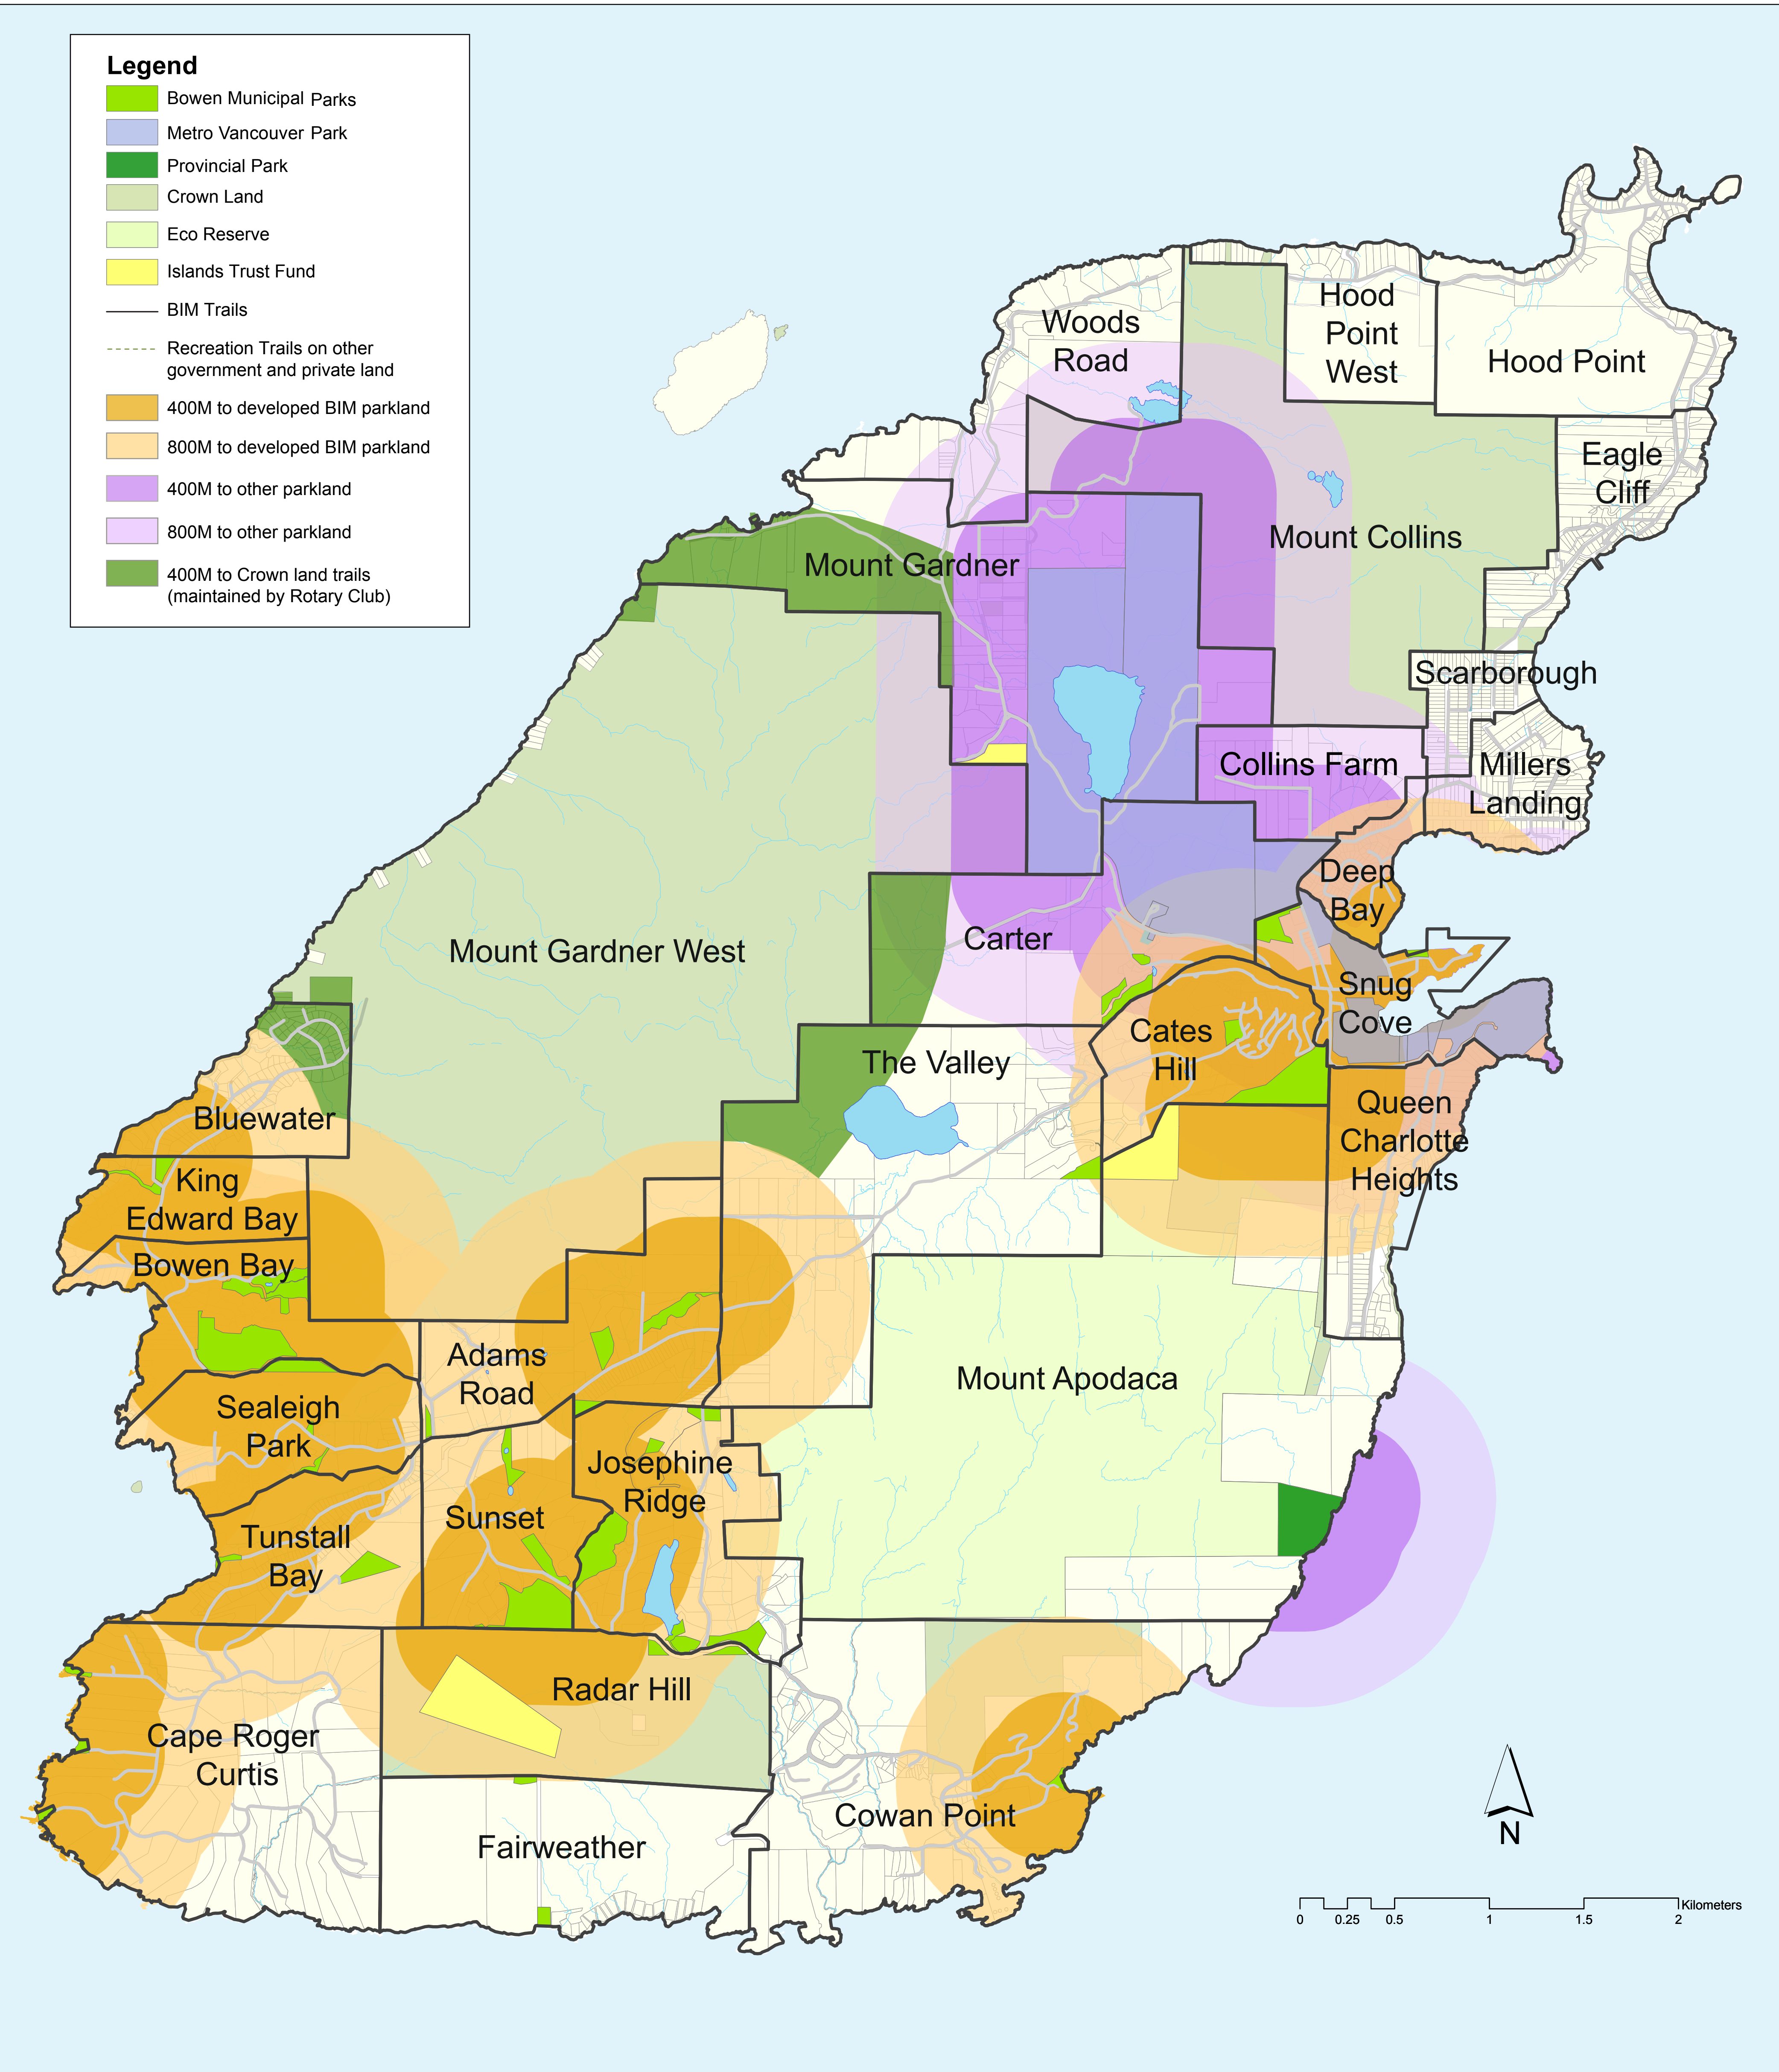 Legend
Bowen Municipal Parks
Metro Vancouver Park
Provincial Park
Crown Land
Eco Reserve
Islands Trust Fund
BIM Trails
Recreation Trails on other
government and private land
400M to developed BIM parkland
800M to developed BIM parkland
400M to other parkland
800M to other parkland
400M to Crown land trails
(maintained by Rotary Club)
Woods
Road
Hood
Point
West
Hood Point
Eagle
Cliff
Mount Collins
Mount Gardner
Scarborough
Collins Farm
Millers
Landing
Deep
Bay
Mount Gardner West
Carter
Snug
Cove
Cates
Hill
The Valley
Queen
Charlotte
Heights
Bluewater
King
Edward Bay
Bowen Bay
Adams
Road
Mount Apodaca
Sealeigh
Park
Josephine
Ridge
Sunset
Tunstall
Bay
Radar Hill
Cape Roger
Curtis
Cowan Point
Fairweather
N
Kilometers
0 0.25 0.5 1 1.5 2